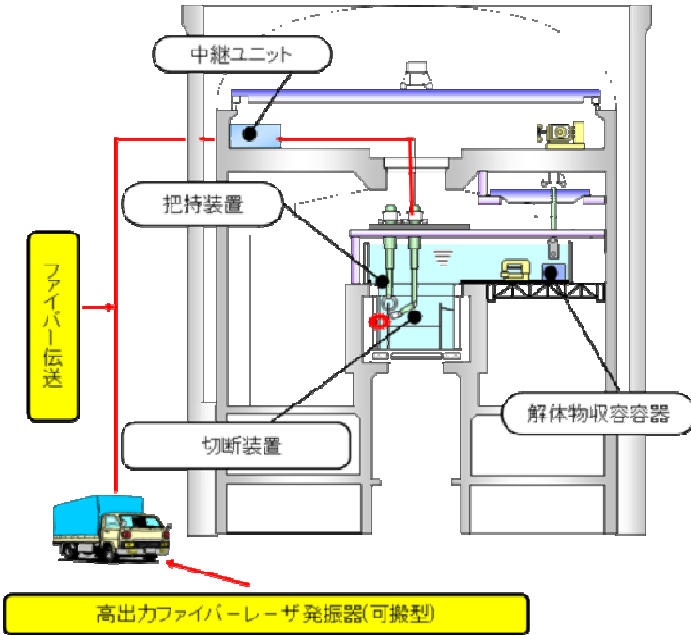 中継ユニット
把持装置
ファイバー伝送
解体物収容容器
切断装置
高出力ファイバーレーザ発振器(可搬型)